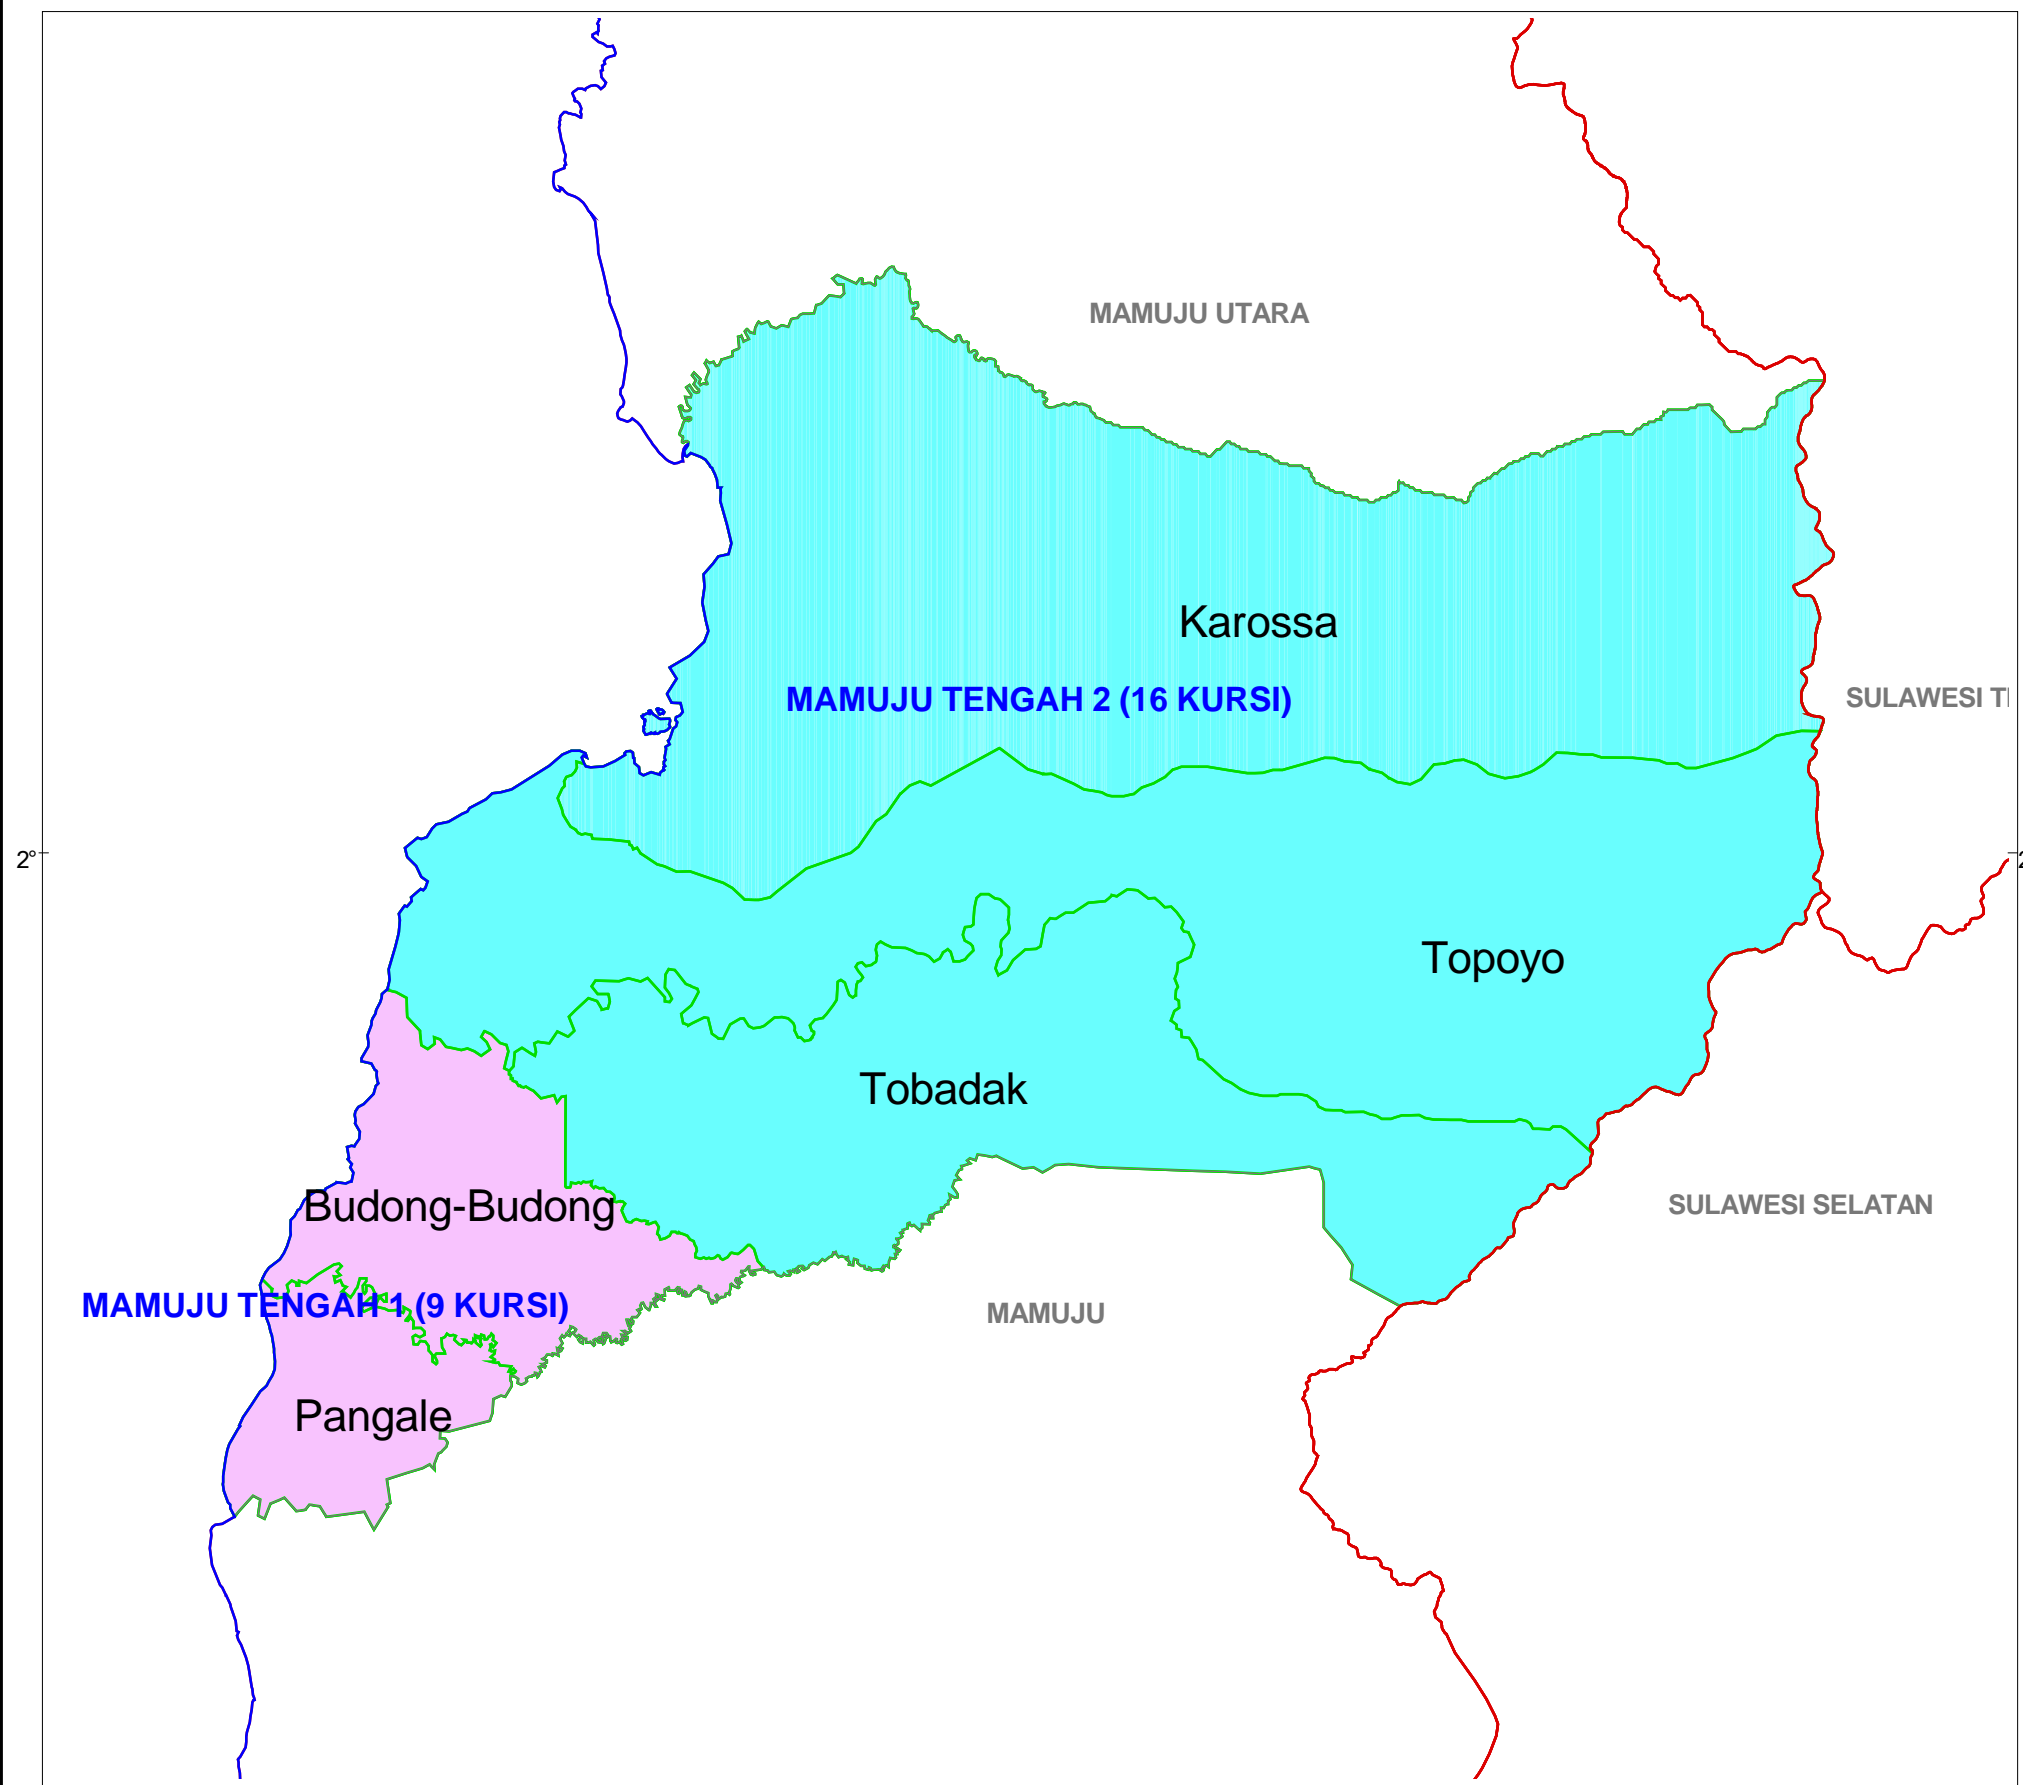 MAMUJU UTARA
Karossa
MAMUJU TENGAH 2 (16 KURSI)
SULAWESI
2°
2
Topoyo
Tobadak
Budong-Budong
SULAWESI SELATAN
MAMUJU TENGAH 1 (9 KURSI)
MAMUJU
Pangale